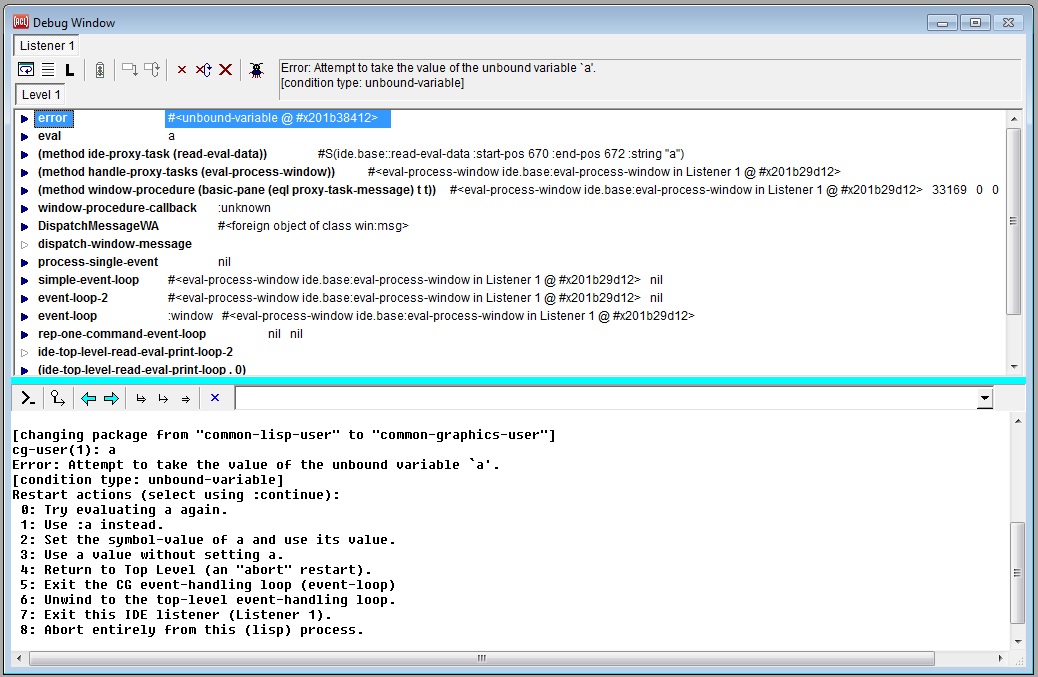 ACL Debug Window
Listener 1
Error: Attempt to take the value of the unbound variable `a'.
[condition type: unbound-variable]
Level 1
error #<unbound-variable @ #x201b38412>
eval a
(method ide-proxy-task (read-eval-data)) #S(ide.base::read-eval-data :start-pos 670 :end-pos 672 :string "a")
(method handle-proxy-tasks (eval-process-window)) #<eval-process-window ide.base:eval-process-window in Listener 1 @ #x201b29d12>
(method window-procedure (basic-pane (eql proxy-task-message) t t)) #<eval-process-window ide.base:eval-process-window in Listener 1 @ #x201b29d12> 33169 0 0
window-procedure-callback :unknown
DispatchMessageWA #<foreign object of class win:msg>
dispatch-window-message
process-single-event nil
simple-event-loop #<eval-process-window ide.base:eval-process-window in Listener 1 @ #x201b29d12> nil
event-loop-2 #<eval-process-window ide.base:eval-process-window in Listener 1 @ #x201b29d12> nil
event-loop :window #<eval-process-window ide.base:eval-process-window in Listener 1 @ #x201b29d12>
rep-one-command-event-loop nil nil
ide-top-level-read-eval-print-loop-2
(ide-top-level-read-eval-print-loop . 0)
[changing package from "common-lisp-user" to "common-graphics-user"]
cg-user(1): a
Error: Attempt to take the value of the unbound variable `a'.
[condition type: unbound-variable]
Restart actions (select using :continue):
0: Try evaluating a again.
1: Use :a instead.
2: Set the symbol-value of a and use its value.
3: Use a value without setting a.
4: Return to Top Level (an "abort" restart).
5: Exit the CG event-handling loop (event-loop)
6: Unwind to the top-level event-handling loop.
7: Exit this IDE listener (Listener 1).
8: Abort entirely from this (lisp) process.